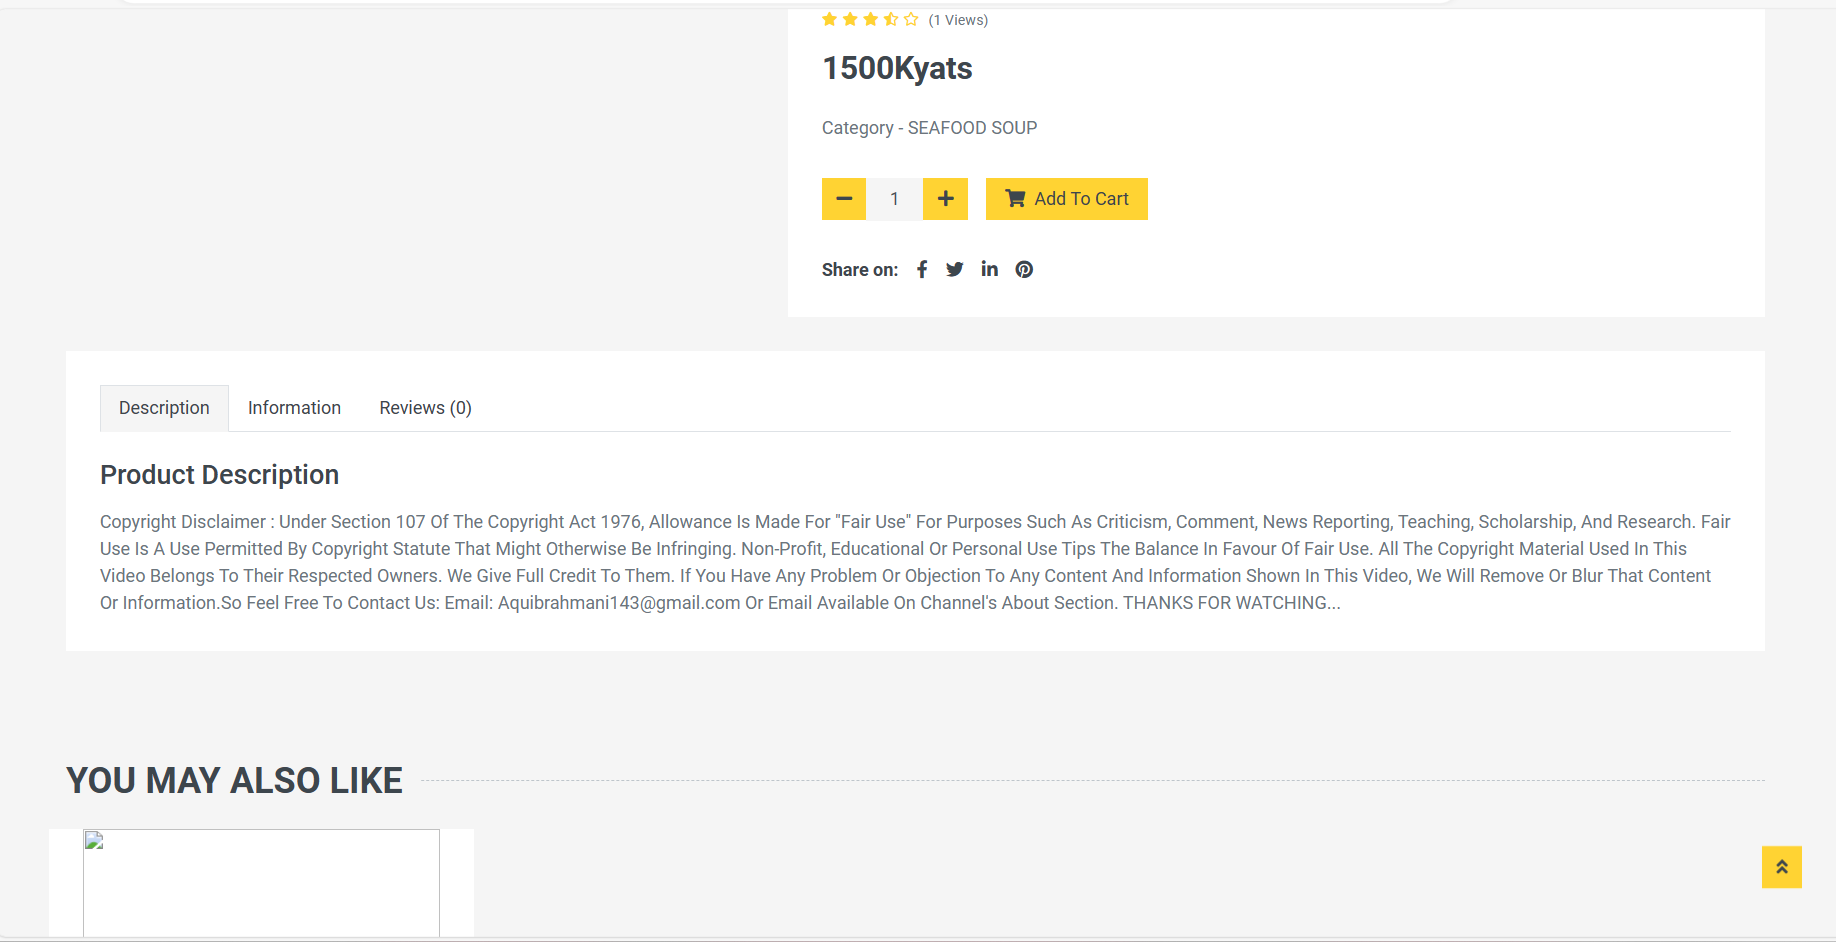 (1 Views)
1500Kyats
Category - SEAFOOD SOUP
1
Add To Cart
Share on:
Description Information Reviews (0)
Product Description
Copyright Disclaimer : Under Section 107 Of The Copyright Act 1976, Allowance Is Made For "Fair Use" For Purposes Such As Criticism, Comment, News Reporting, Teaching, Scholarship, And Research. Fair
Use Is A Use Permitted By Copyright Statute That Might Otherwise Be Infringing. Non-Profit, Educational Or Personal Use Tips The Balance In Favour Of Fair Use. All The Copyright Material Used In This
Video Belongs To Their Respected Owners. We Give Full Credit To Them. If You Have Any Problem Or Objection To Any Content And Information Shown In This Video, We Will Remove Or Blur That Content
Or Information.So Feel Free To Contact Us: Email: Aquibrahmani143@gmail.com Or Email Available On Channel's About Section. THANKS FOR WATCHING...
YOU MAY ALSO LIKE